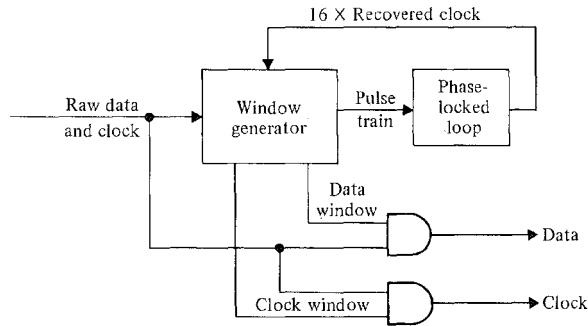 16 X Recovered clock
Raw data
and clock
Window
generator
Pulse
train
Phase-
locked
loop
Data
window
Data
Clock window
Clock